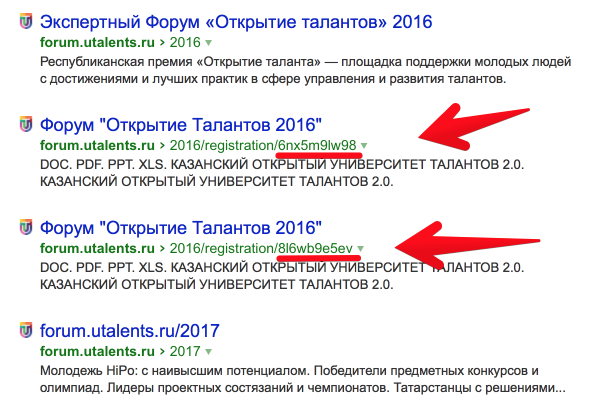 Экспертный Форум «Открытие талантов» 2016
forum.utalents.ru > 2016
Республиканская премия «Открытие таланта» — площадка поддержки молодых людей
с достижениями и лучших практик в сфере управления и развития талантов.
Форум "Открытие Талантов 2016"
forum.utalents.ru > 2016/registration/6nx5m9lw98
DOC. PDF. PPT. XLS. КАЗАНСКИЙ ОТКРЫТЫЙ УНИВЕРСИТЕТ ТАЛАНТОВ 2.0.
КАЗАНСКИЙ ОТКРЫТЫЙ УНИВЕРСИТЕТ ТАЛАНТОВ 2.0.
Форум "Открытие Талантов 2016"
forum.utalents.ru > 2016/registration/8l6wb9e5ev
DOC. PDF. PPT. XLS. КАЗАНСКИЙ ОТКРЫТЫЙ УНИВЕРСИТЕТ ТАЛАНТОВ 2.0.
КАЗАНСКИЙ ОТКРЫТЫЙ УНИВЕРСИТЕТ ТАЛАНТОВ 2.0.
forum.utalents.ru/2017
forum.utalents.ru > 2017
Молодежь HiPo: с наивысшим потенциалом. Победители предметных конкурсов и
олимпиад. Лидеры проектных состязаний и чемпионатов. Татарстанцы с решениями...